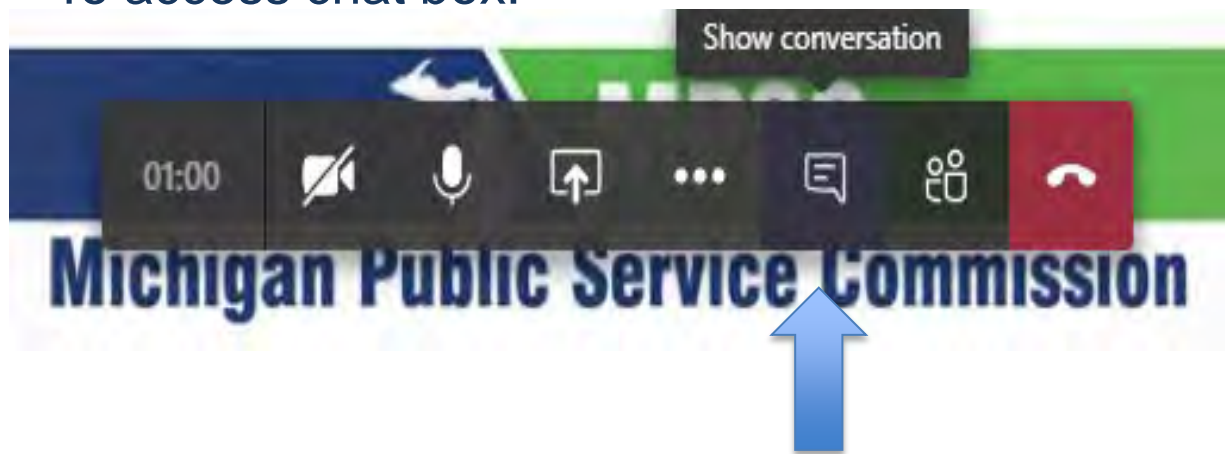 To access chat box:
Show conversation
01:00
Michigan Public Service Commission